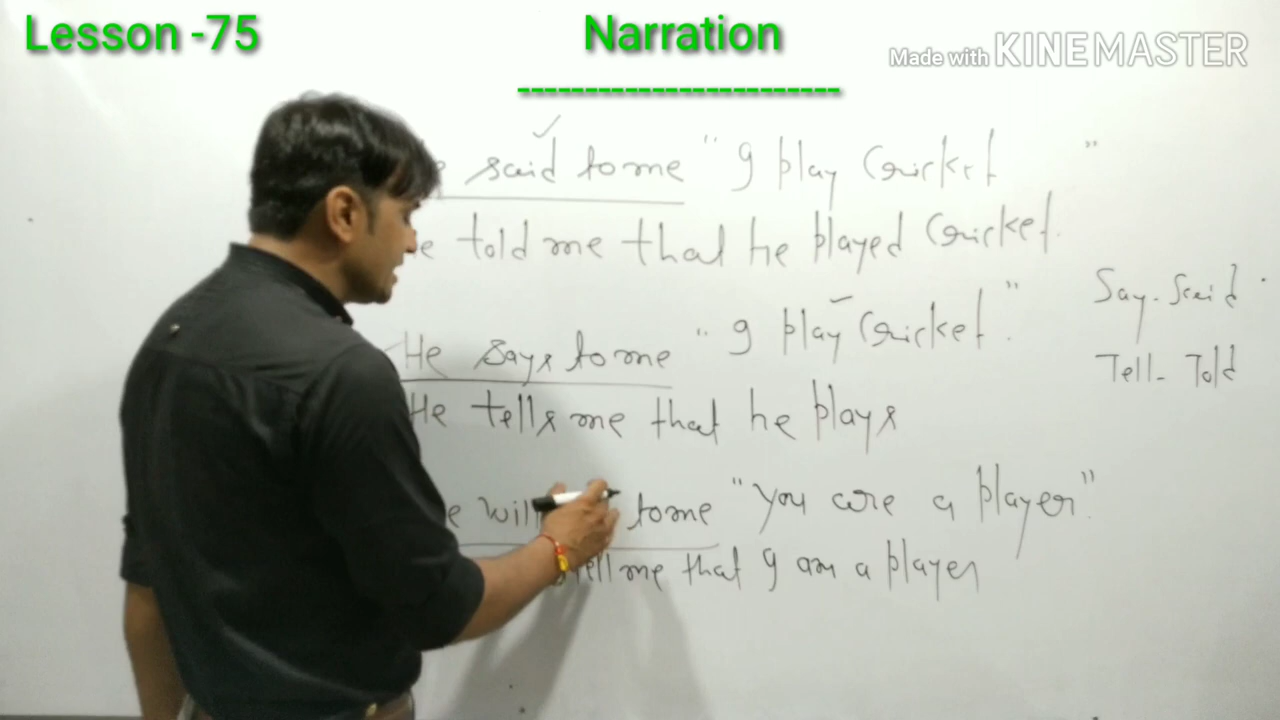 Lesson -75
Narration
Made with KINEMASTER
------------------------
said to me " I play Cricket "
told me that he played Cricket.
He says to me " I play Cricket."
He tells me that he plays
Say - Said
Tell - Told
to me "You are a player."
tell me that I am a player